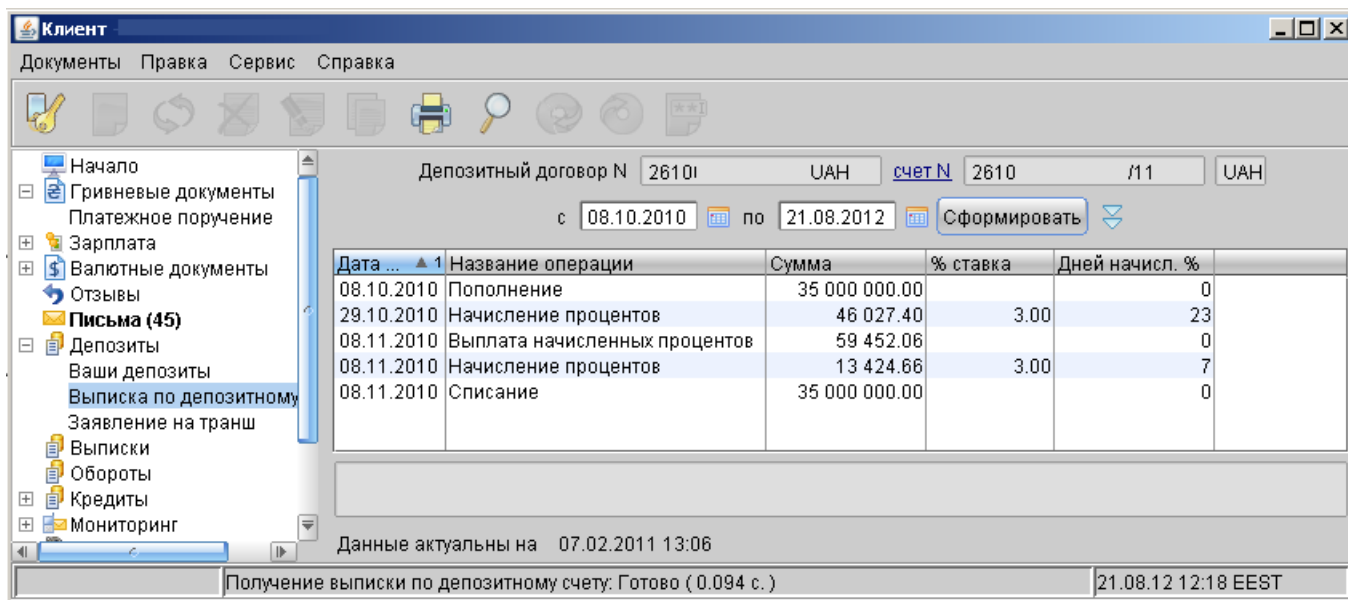 Клиент
Документы Правка Сервис Справка
Начало
Гривневые документы
Платежное поручение
Зарплата
Валютные документы
Отзывы
Письма (45)
Депозиты
Ваши депозиты
Выписка по депозитному
Заявление на транш
Выписки
Обороты
Кредиты
Мониторинг
Депозитный договор N 2610 UAH счет N 2610 /11 UAH
с 08.10.2010 по 21.08.2012 Сформировать
Дата ... 1 Название операции Сумма % ставка Дней начисл. %
08.10.2010 Пополнение 35 000 000.00 0
29.10.2010 Начисление процентов 46 027.40 3.00 23
08.11.2010 Выплата начисленных процентов 59 452.06 0
08.11.2010 Начисление процентов 13 424.66 3.00 7
08.11.2010 Списание 35 000 000.00 0
Данные актуальны на 07.02.2011 13:06
Получение выписки по депозитному счету: Готово ( 0.094 с. ) 21.08.12 12:18 EEST